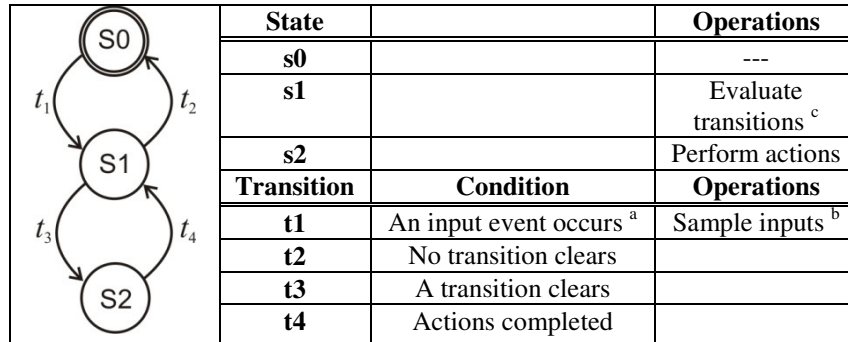 S0
t1 t2
S1
t3 t4
S2
State Operations
s0 ---
s1 Evaluate
transitions c
s2 Perform actions
Transition Condition Operations
t1 An input event occurs a Sample inputs b
t2 No transition clears
t3 A transition clears
t4 Actions completed